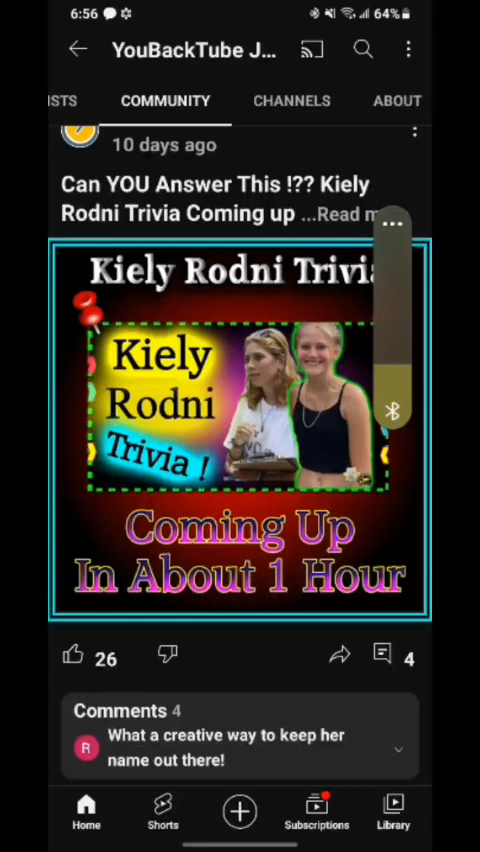 6:56
64%
YouBackTube J...
ISTS
COMMUNITY
CHANNELS
ABOUT
10 days ago
Can YOU Answer This !?? Kiely
Rodni Trivia Coming up ...Read m
Kiely Rodni Trivia
Kiely
Rodni
Trivia !
Coming Up
In About 1 Hour
26
4
Comments 4
R
What a creative way to keep her
name out there!
Home
Shorts
Subscriptions
Library